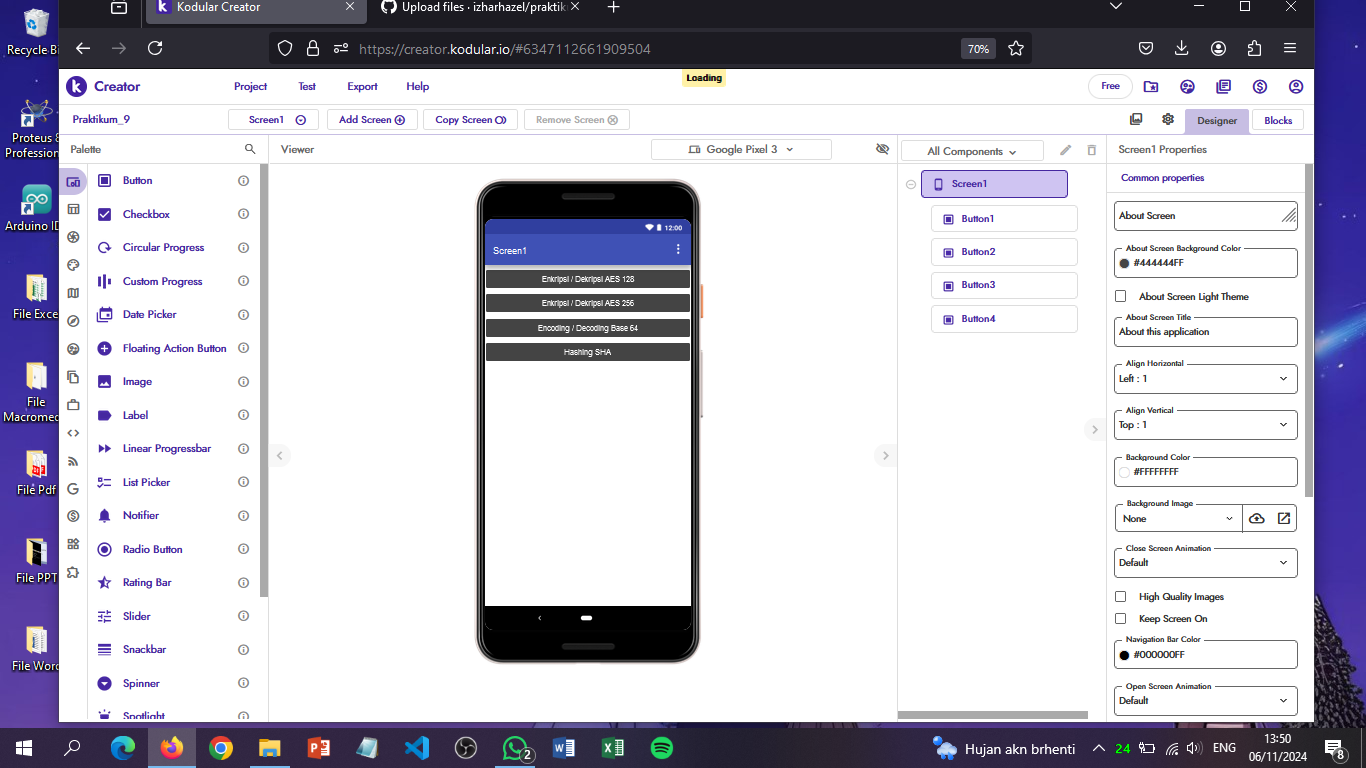 Recycle Bi
Proteus 8
Professiona
Arduino ID
File Exce
File
Macromed
File Pdf
File PPT
File Word
Kodular Creator
Upload files · izharhazel/praktik
https://creator.kodular.io/#6347112661909504
70%
Creator
Project
Test
Export
Help
Loading
Free
Praktikum_9
Screen1
Add Screen
Copy Screen
Remove Screen
Designer
Blocks
Palette
Viewer
Google Pixel 3
All Components
Screen1 Properties
Button
Checkbox
Circular Progress
Custom Progress
Date Picker
Floating Action Button
Image
Label
Linear Progressbar
List Picker
Notifier
Radio Button
Rating Bar
Slider
Snackbar
Spinner
Spotlight
12:00
Screen1
Enkripsi / Dekripsi AES 128
Enkripsi / Dekripsi AES 256
Encoding / Decoding Base 64
Hashing SHA
Screen1
Button1
Button2
Button3
Button4
Common properties
About Screen
About Screen Background Color
#444444FF
About Screen Light Theme
About Screen Title
About this application
Align Horizontal
Left : 1
Align Vertical
Top : 1
Background Color
#FFFFFFFF
Background Image
None
Close Screen Animation
Default
High Quality Images
Keep Screen On
Navigation Bar Color
#000000FF
Open Screen Animation
Default
2
Hujan akn brhenti
24
ENG
13:50
06/11/2024
8